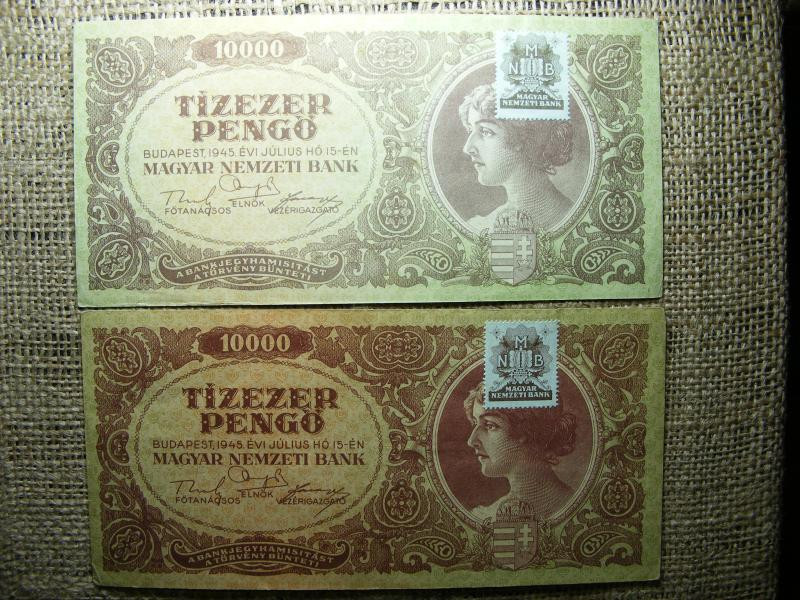 10000
TÍZEZER
PENGŐ
BUDAPEST, 1945. ÉVI JÚLIUS HÓ 15-ÉN
MAGYAR NEMZETI BANK
FŐTANÁCSOS ELNÖK VEZÉRIGAZGATÓ
A BANKJEGYHAMISÍTÁST
A TÖRVÉNY BÜNTETI
M
N B
MAGYAR
NEMZETI BANK
10000
TÍZEZER
PENGŐ
BUDAPEST, 1945. ÉVI JÚLIUS HÓ 15-ÉN
MAGYAR NEMZETI BANK
FŐTANÁCSOS ELNÖK VEZÉRIGAZGATÓ
A BANKJEGYHAMISÍTÁST
A TÖRVÉNY BÜNTETI
M
N B
MAGYAR
NEMZETI BANK